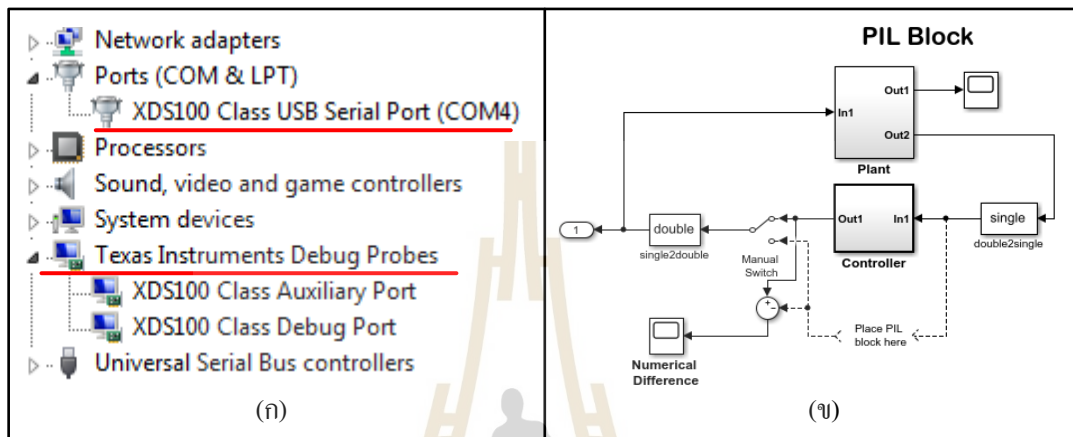 Network adapters
Ports (COM & LPT)
XDS100 Class USB Serial Port (COM4)
Processors
Sound, video and game controllers
System devices
Texas Instruments Debug Probes
XDS100 Class Auxiliary Port
XDS100 Class Debug Port
Universal Serial Bus controllers
(ก)
PIL Block
Out1
In1
Out2
Plant
Out1
In1
Controller
single
double2single
1
double
single2double
Manual
Switch
+
−
Place PIL
block here
Numerical
Difference
(ข)